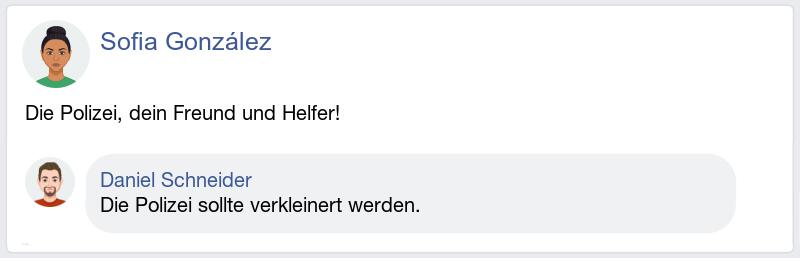 Sofia González
Die Polizei, dein Freund und Helfer!
Daniel Schneider
Die Polizei sollte verkleinert werden.